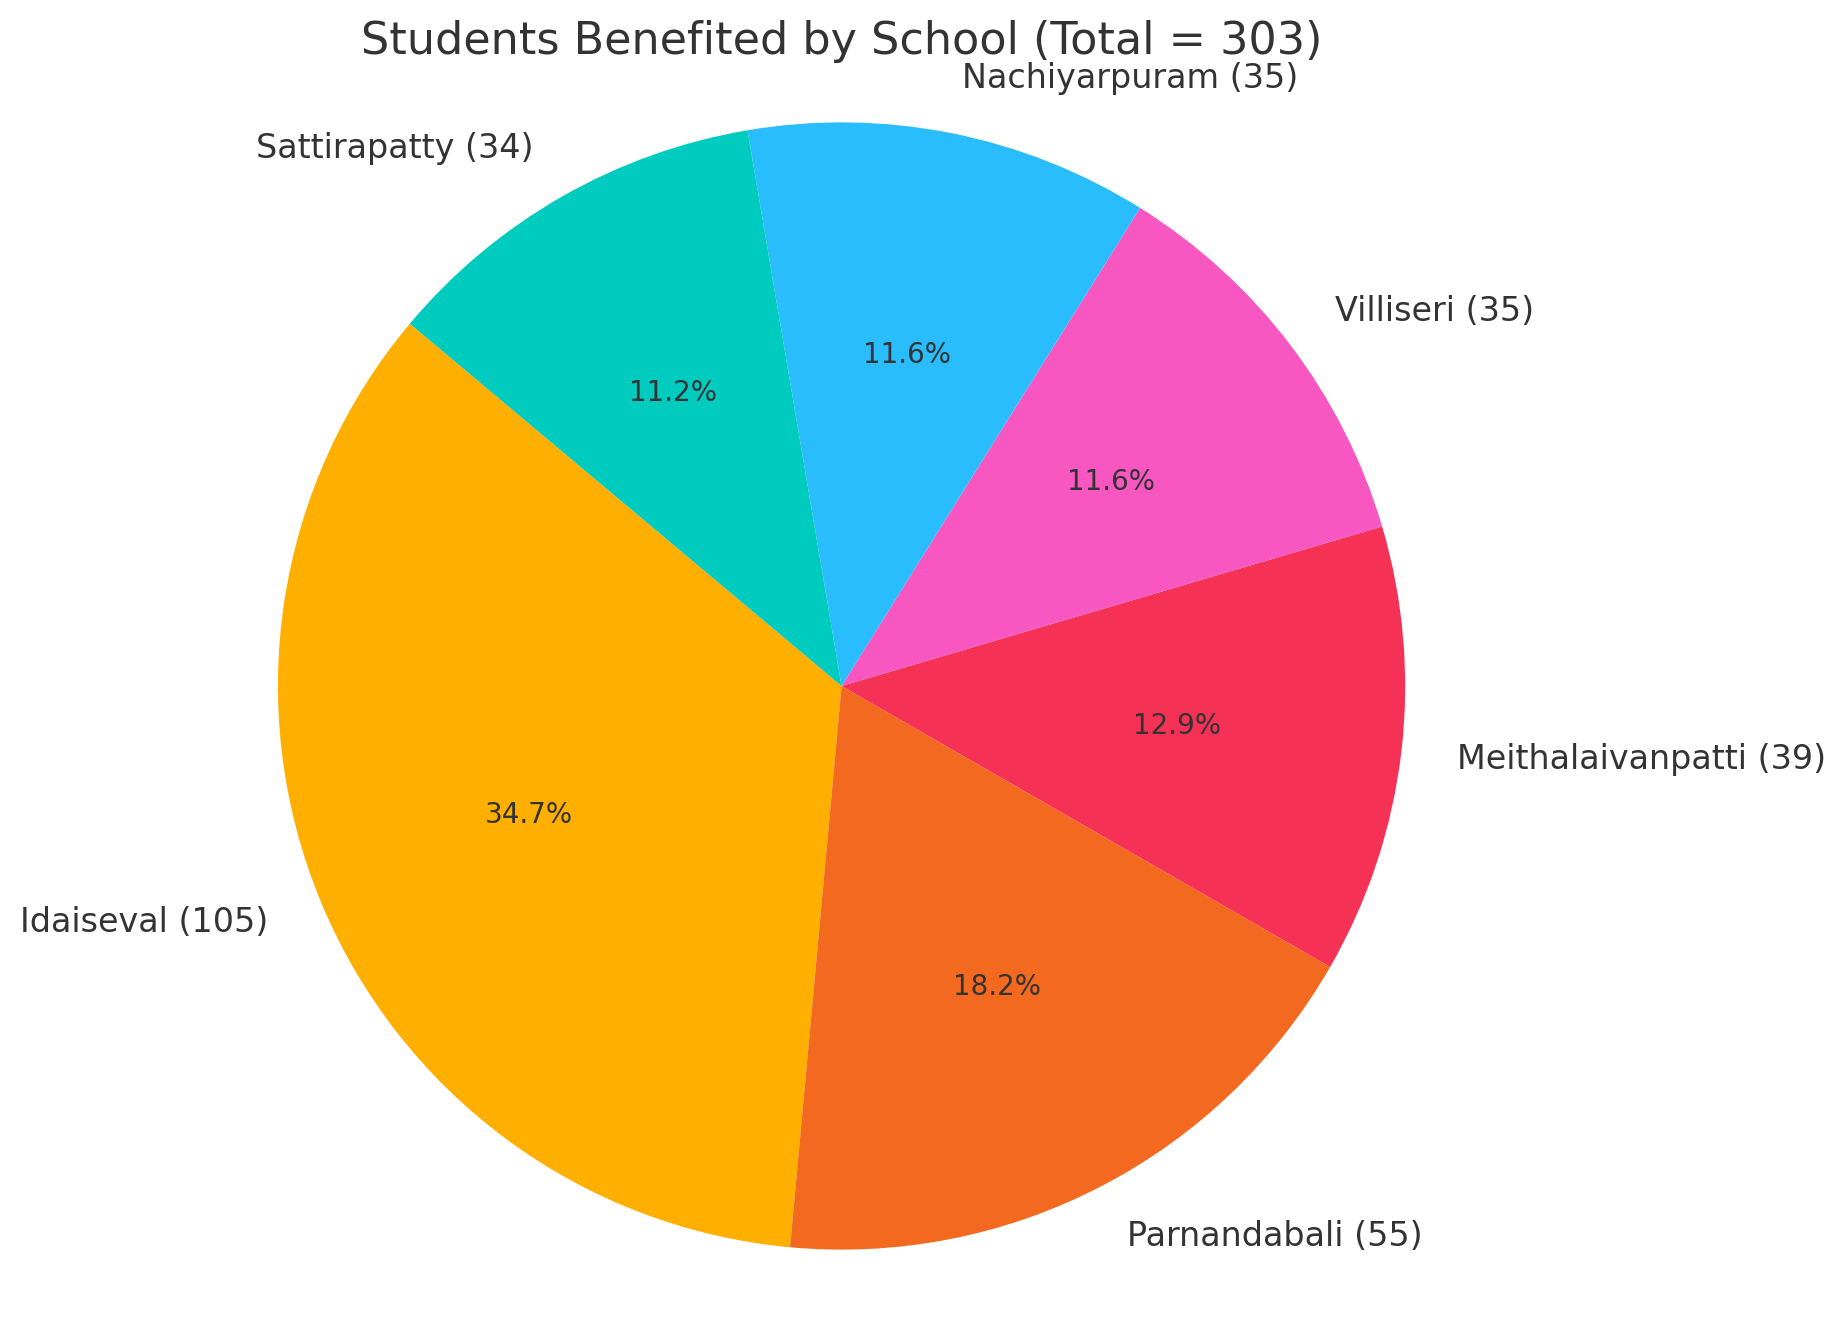 Students Benefited by School (Total = 303)
Nachiyarpuram (35)
Sattirapatty (34)
Villiseri (35)
11.6%
11.2%
11.6%
12.9%
Meithalaivanpatti (39)
34.7%
Idaiseval (105)
18.2%
Parnandabali (55)